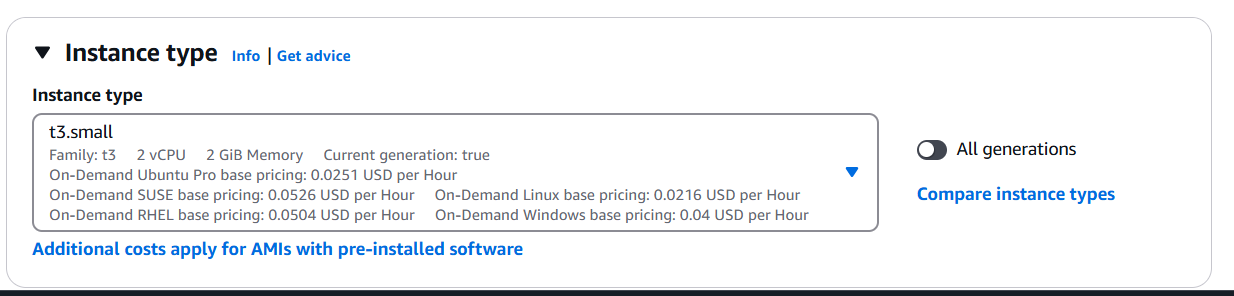 Instance type Info | Get advice
Instance type
t3.small
Family: t3 2 vCPU 2 GiB Memory Current generation: true
On-Demand Ubuntu Pro base pricing: 0.0251 USD per Hour
On-Demand SUSE base pricing: 0.0526 USD per Hour On-Demand Linux base pricing: 0.0216 USD per Hour
On-Demand RHEL base pricing: 0.0504 USD per Hour On-Demand Windows base pricing: 0.04 USD per Hour
All generations
Compare instance types
Additional costs apply for AMIs with pre-installed software